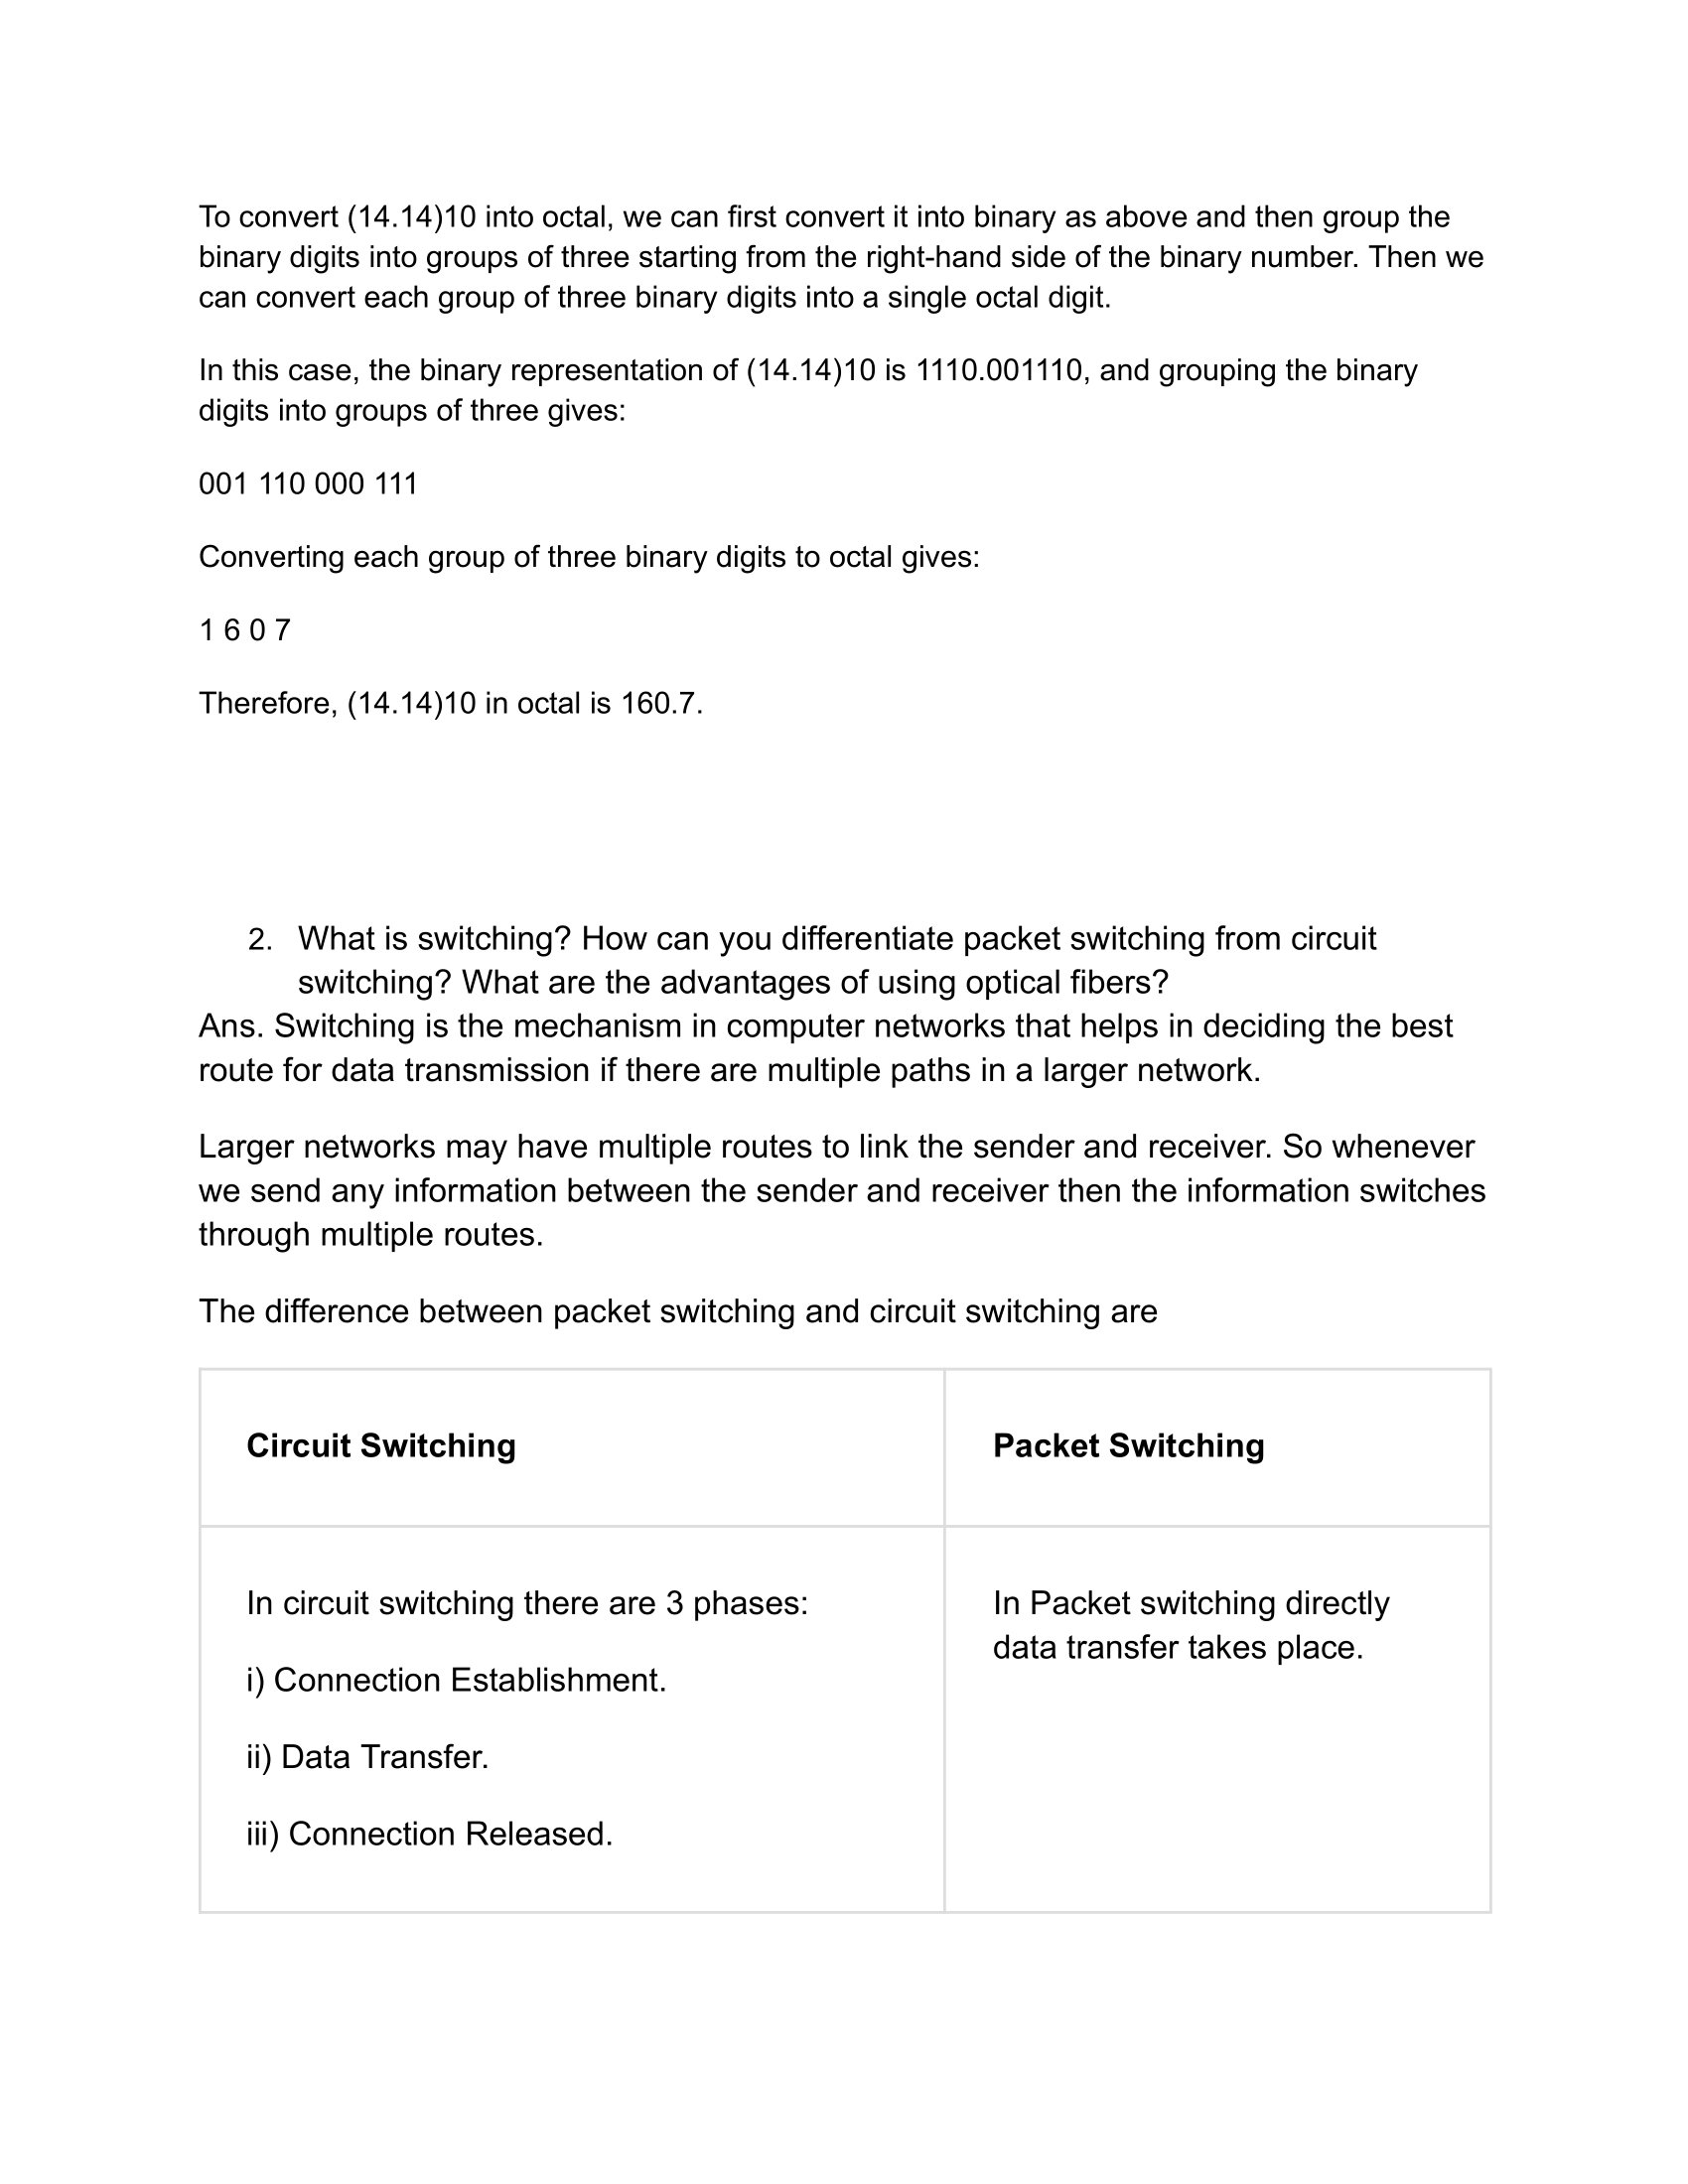 To convert (14.14)10 into octal, we can first convert it into binary as above and then group the
binary digits into groups of three starting from the right-hand side of the binary number. Then we
can convert each group of three binary digits into a single octal digit.
In this case, the binary representation of (14.14)10 is 1110.001110, and grouping the binary
digits into groups of three gives:
001 110 000 111
Converting each group of three binary digits to octal gives:
1 6 0 7
Therefore, (14.14)10 in octal is 160.7.
2. What is switching? How can you differentiate packet switching from circuit
switching? What are the advantages of using optical fibers?
Ans. Switching is the mechanism in computer networks that helps in deciding the best
route for data transmission if there are multiple paths in a larger network.
Larger networks may have multiple routes to link the sender and receiver. So whenever
we send any information between the sender and receiver then the information switches
through multiple routes.
The difference between packet switching and circuit switching are
Circuit Switching
Packet Switching
In circuit switching there are 3 phases:
i) Connection Establishment.
ii) Data Transfer.
iii) Connection Released.
In Packet switching directly
data transfer takes place.